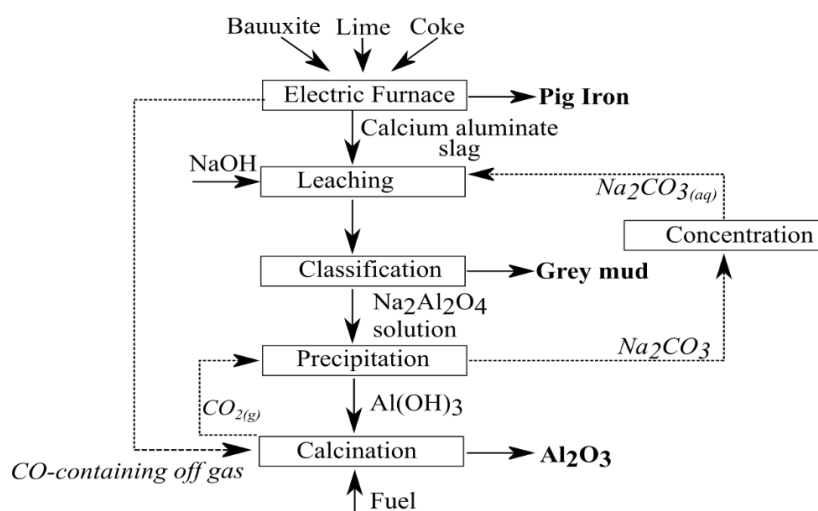 Bauuxite Lime Coke
Electric Furnace
Pig Iron
Calcium aluminate
slag
NaOH
Leaching
Na2CO3(aq)
Concentration
Classification
Grey mud
Na2Al2O4
solution
Precipitation
Na2CO3
CO2(g)
Al(OH)3
Calcination
Al2O3
CO-containing off gas
Fuel